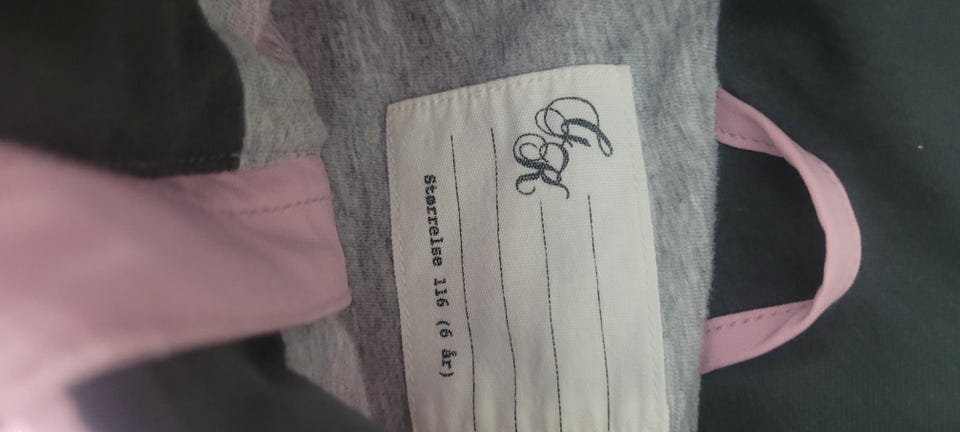 Størrelse 116 (6 år)